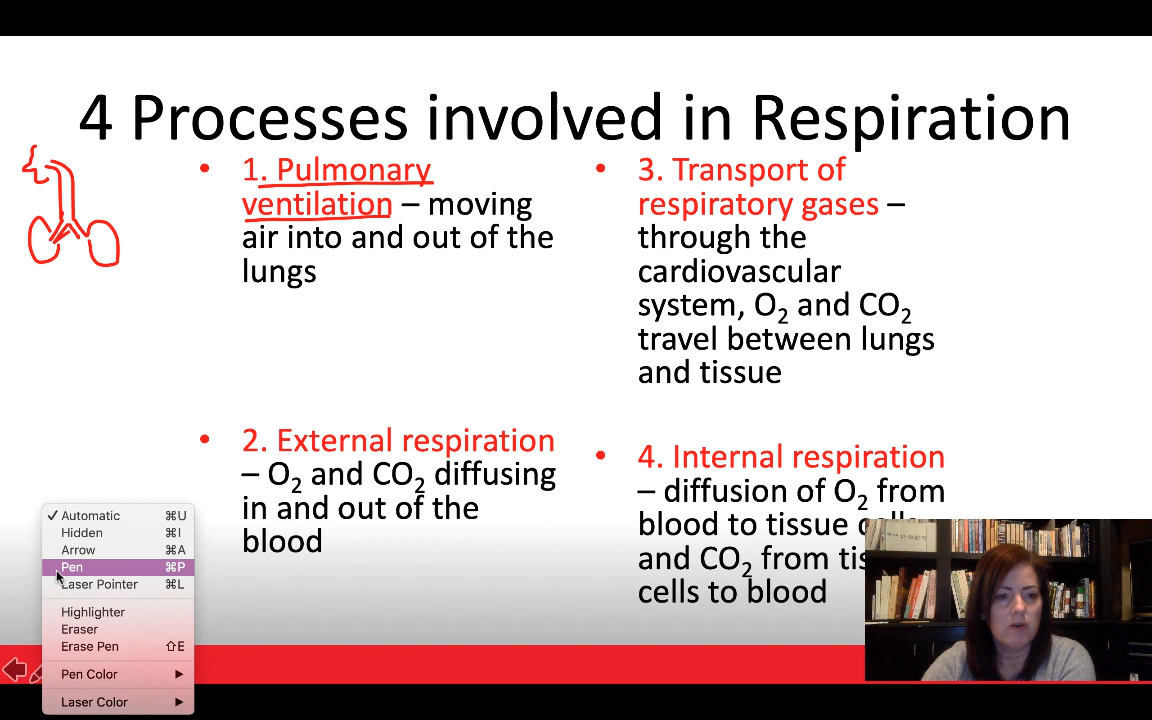 4 Processes involved in Respiration
• 1. Pulmonary
ventilation – moving
air into and out of the
lungs
• 2. External respiration
– O₂ and CO₂ diffusing
in and out of the
blood
• 3. Transport of
respiratory gases –
through the
cardiovascular
system, O₂ and CO₂
travel between lungs
and tissue
• 4. Internal respiration
– diffusion of O₂ from
blood to tissue cells
and CO₂ from
cells to blood
✓ Automatic ⌘U
Hidden ⌘I
Arrow ⌘A
Pen ⌘P
Laser Pointer ⌘L
Highlighter
Eraser
Erase Pen ⇧E
Pen Color ▶
Laser Color ▶